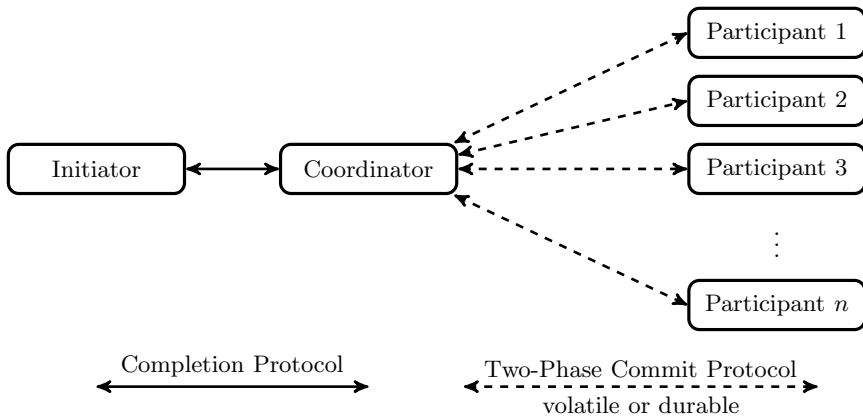 Participant 1
Participant 2
Initiator
Coordinator
Participant 3
⋮
Participant n
Completion Protocol
Two-Phase Commit Protocol
volatile or durable